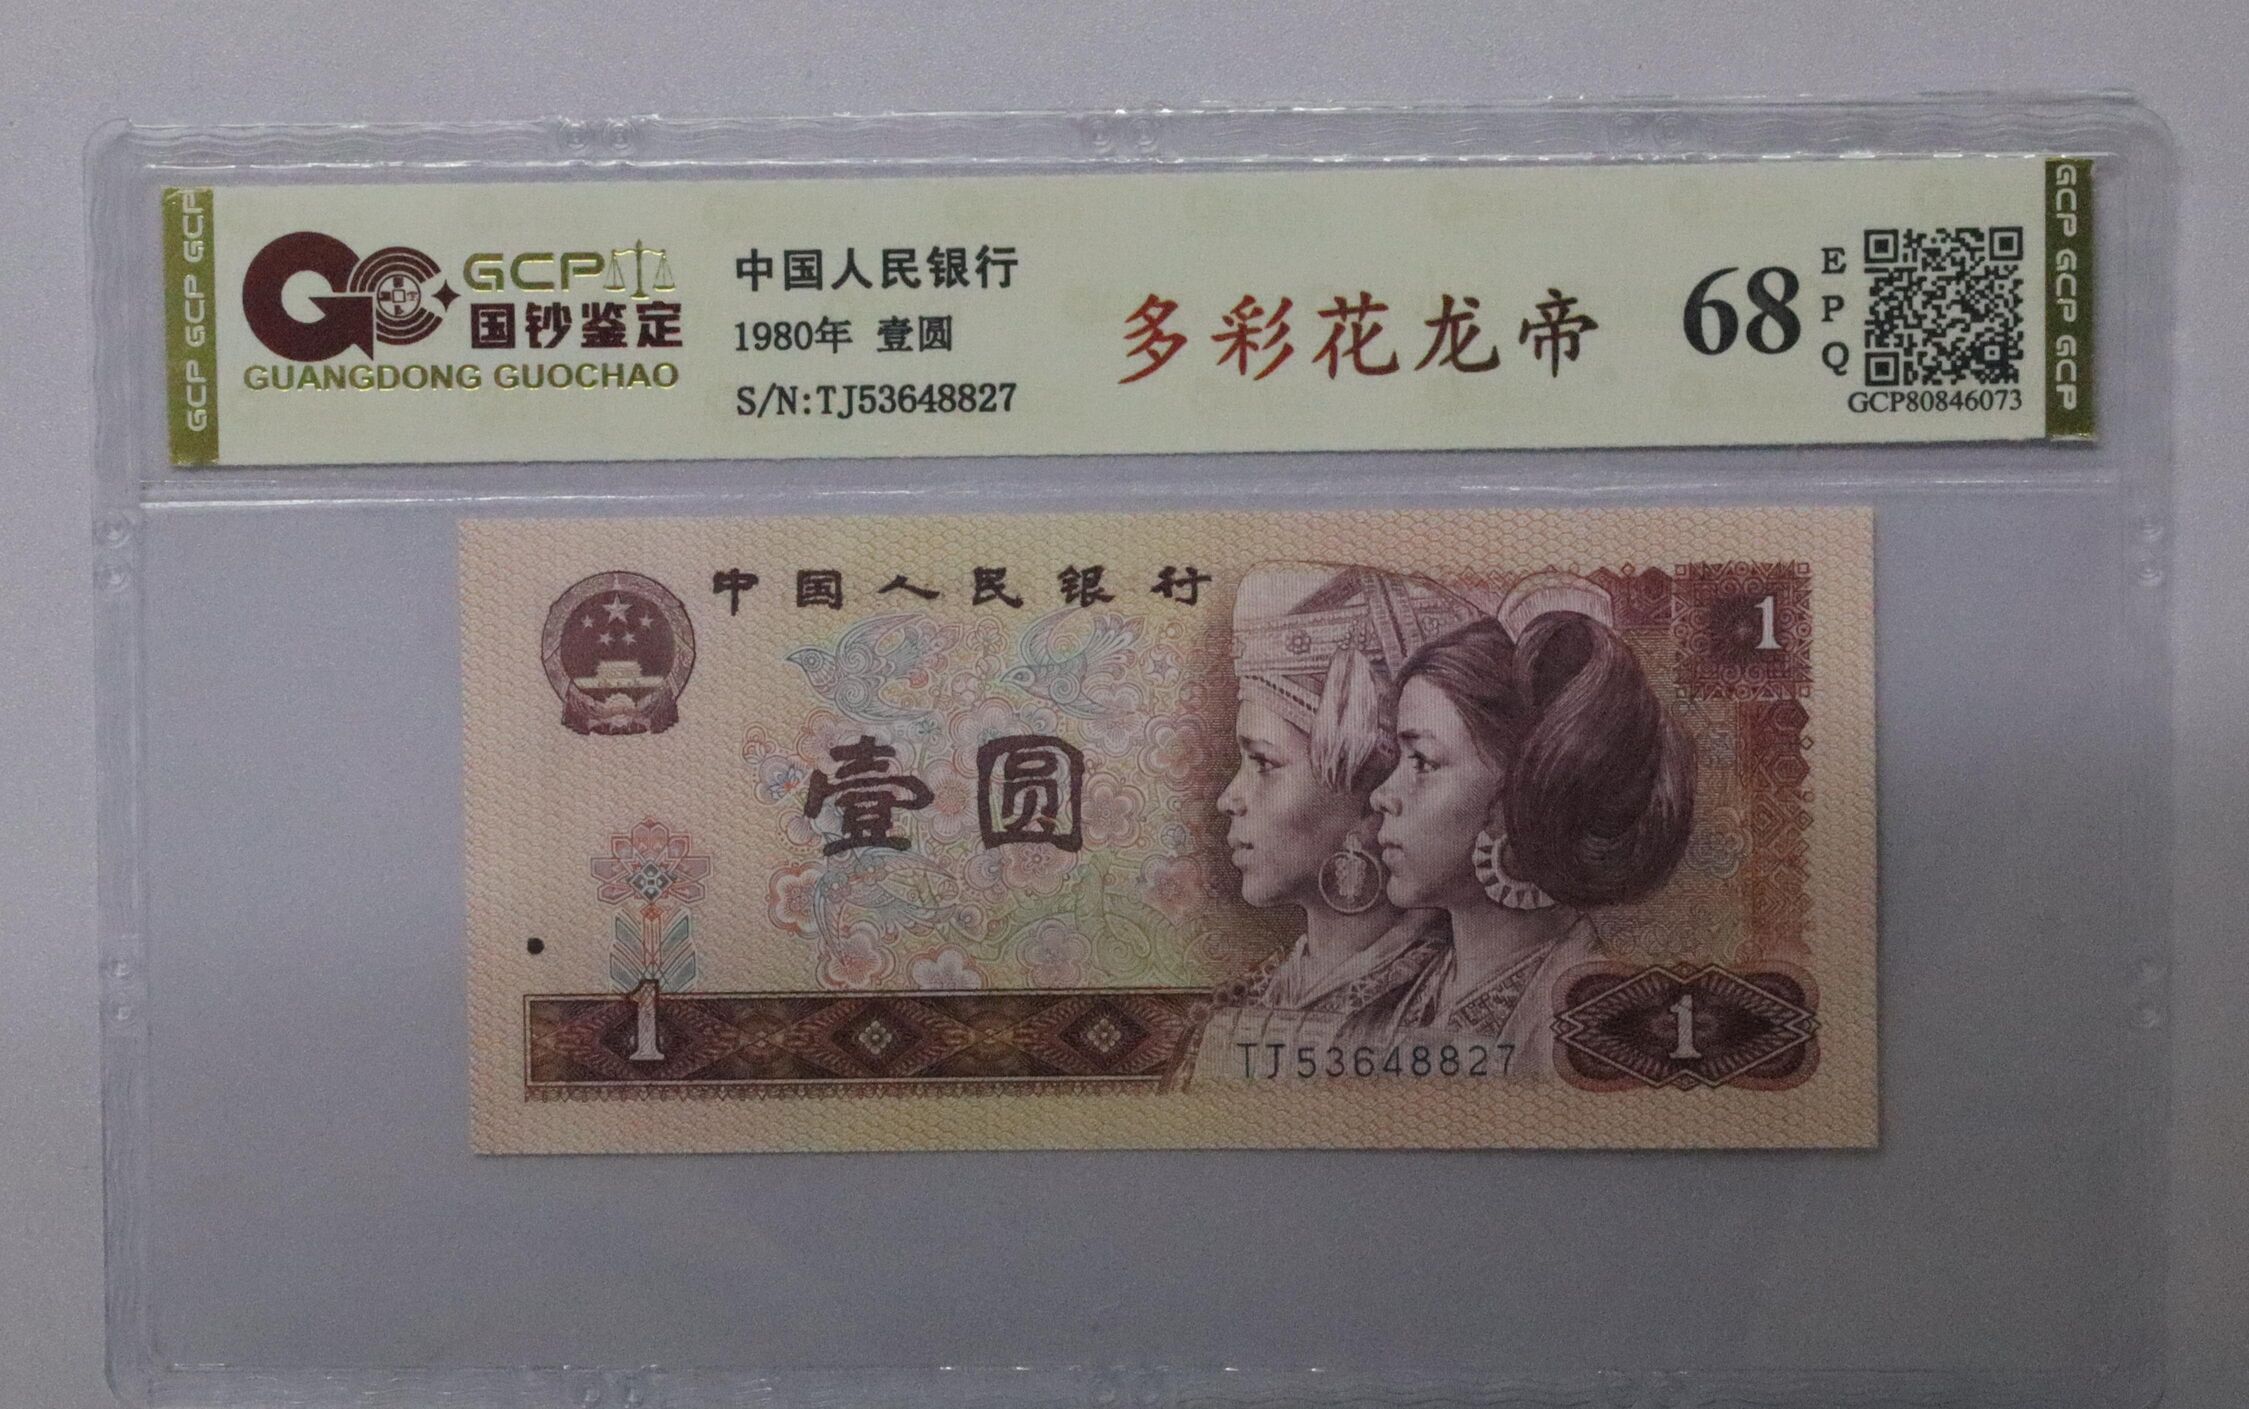 GCP GCP GCP
GCP
国钞鉴定
GUANGDONG GUOCHAO
中国人民银行
1980年 壹圆
S/N:TJ53648827
多彩花龙帝
68
EPQ
GCP80846073
GCP GCP GCP
中国人民银行
1
壹圆
1
1
TJ53648827